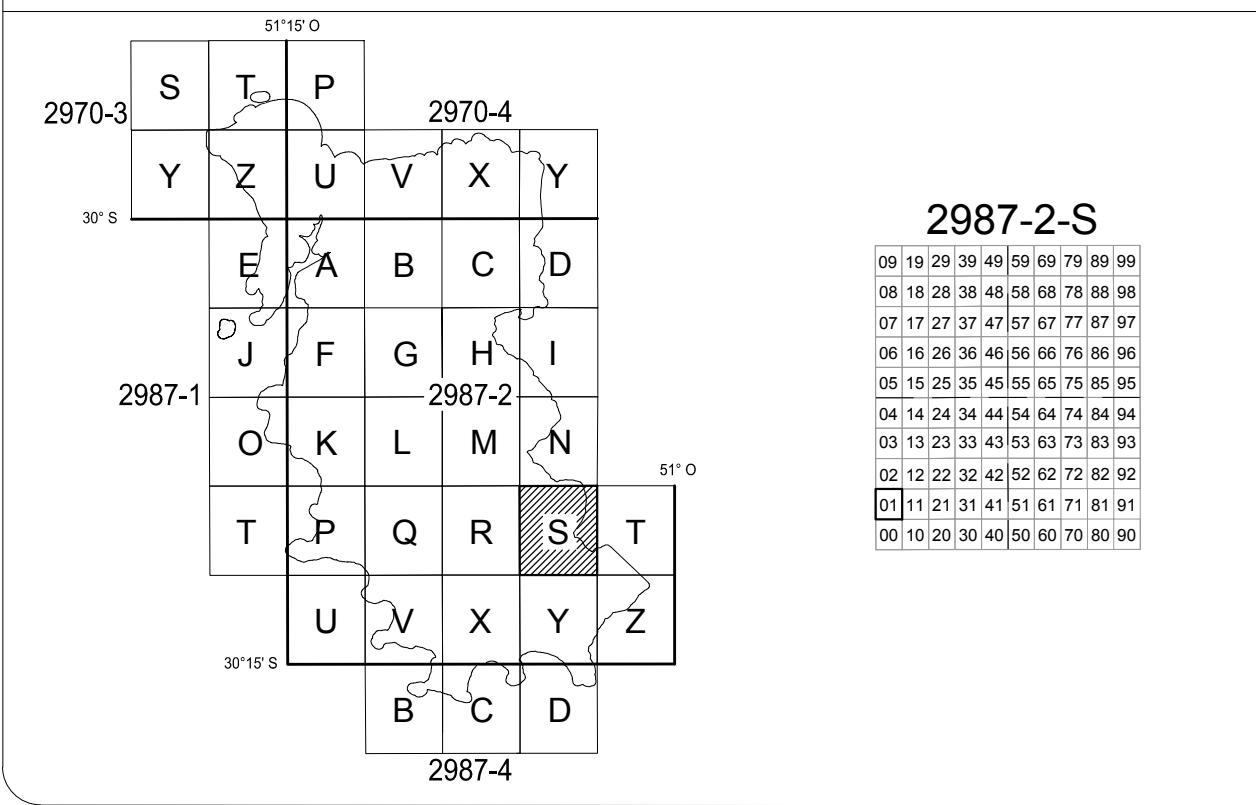 51°15' O
S T P
2970-3 2970-4
Y Z U V X Y
30° S
E A B C D
J F G H I
2987-1 2987-2
O K L M N
51° O
T P Q R S T
U V X Y Z
30°15' S
B C D
2987-4
2987-2-S
09 19 29 39 49 59 69 79 89 99
08 18 28 38 48 58 68 78 88 98
07 17 27 37 47 57 67 77 87 97
06 16 26 36 46 56 66 76 86 96
05 15 25 35 45 55 65 75 85 95
04 14 24 34 44 54 64 74 84 94
03 13 23 33 43 53 63 73 83 93
02 12 22 32 42 52 62 72 82 92
01 11 21 31 41 51 61 71 81 91
00 10 20 30 40 50 60 70 80 90